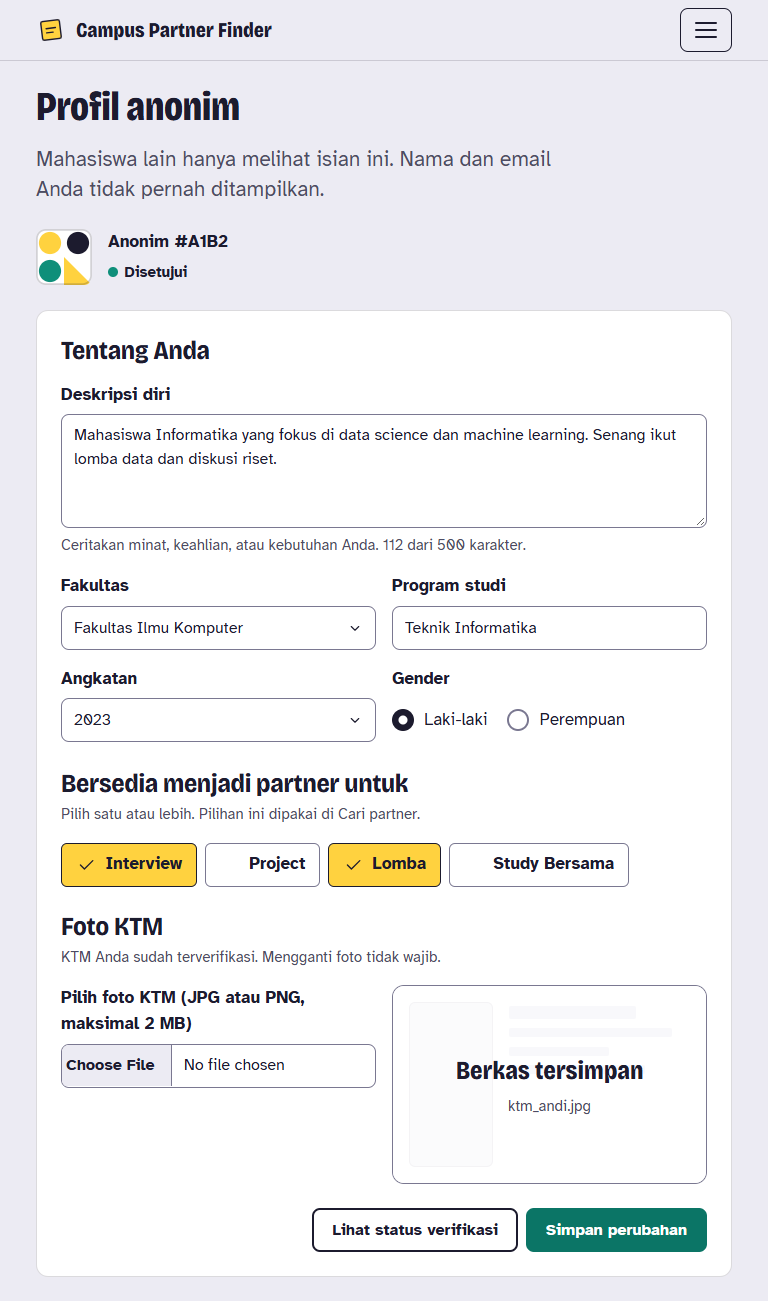 Campus Partner Finder
Profil anonim
Mahasiswa lain hanya melihat isian ini. Nama dan email
Anda tidak pernah ditampilkan.
Anonim #A1B2
Disetujui
Tentang Anda
Deskripsi diri
Mahasiswa Informatika yang fokus di data science dan machine learning. Senang ikut
lomba data dan diskusi riset.
Ceritakan minat, keahlian, atau kebutuhan Anda. 112 dari 500 karakter.
Fakultas
Program studi
Fakultas Ilmu Komputer
Teknik Informatika
Angkatan
Gender
2023
Laki-laki
Perempuan
Bersedia menjadi partner untuk
Pilih satu atau lebih. Pilihan ini dipakai di Cari partner.
Interview
Project
Lomba
Study Bersama
Foto KTM
KTM Anda sudah terverifikasi. Mengganti foto tidak wajib.
Pilih foto KTM (JPG atau PNG,
maksimal 2 MB)
Choose File
No file chosen
Berkas tersimpan
ktm_andi.jpg
Lihat status verifikasi
Simpan perubahan